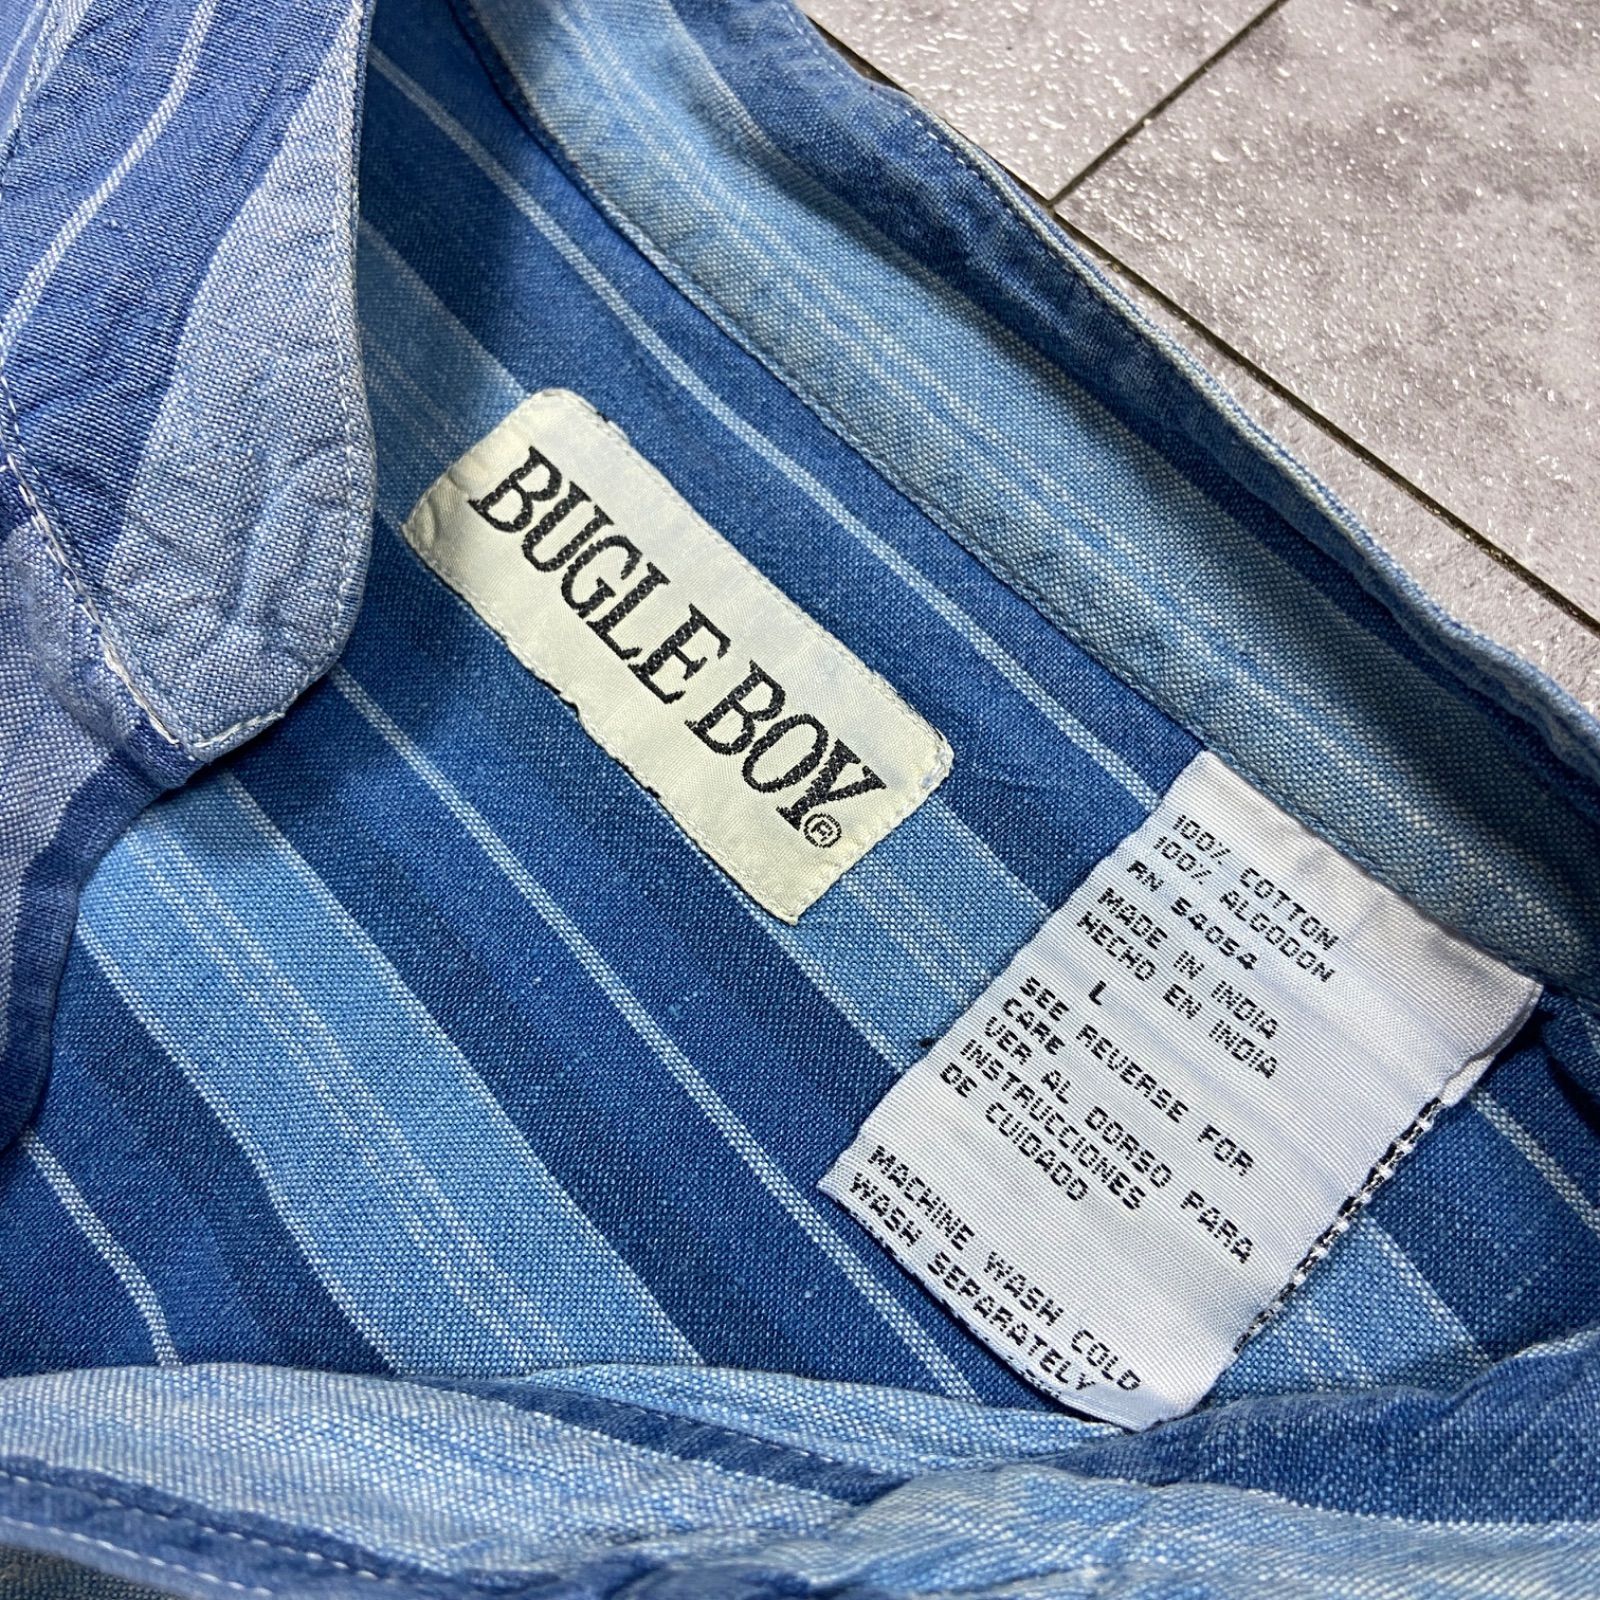 BUGLE BOY®
100% COTTON
100% ALGODON
RN 54054
MADE IN INDIA
HECHO EN INDIA
L
SEE REVERSE FOR
CARE
VER AL DORSO PARA
INSTRUCCIONES
DE CUIDADO
MACHINE WASH COLD
WASH SEPARATELY